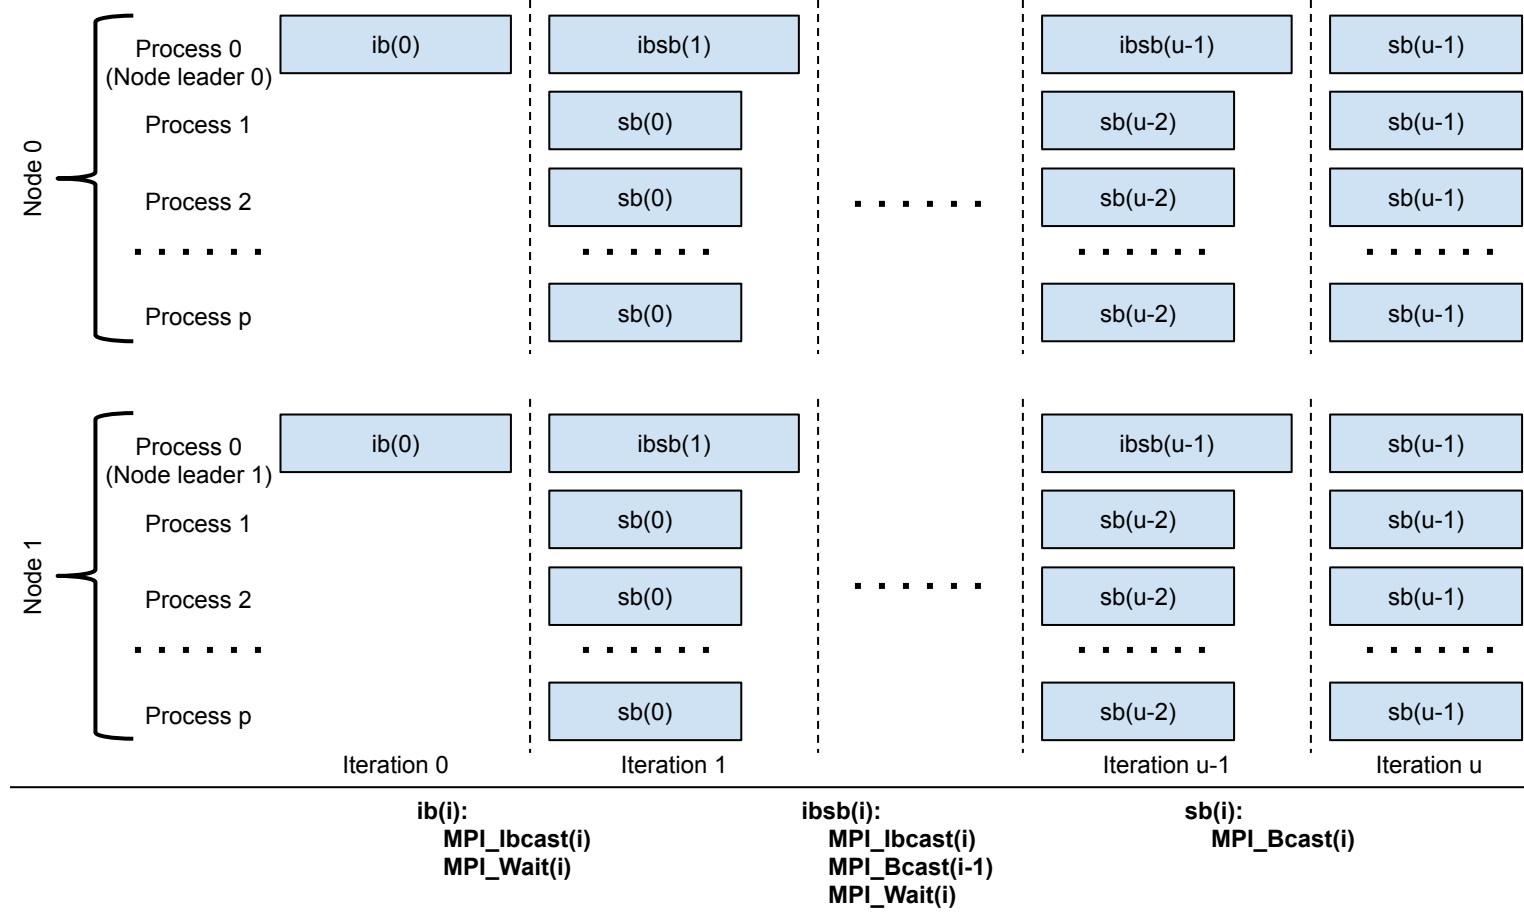 Node 0
Process 0
(Node leader 0)
ib(0)
ibsb(1)
ibsb(u-1)
sb(u-1)
Process 1
sb(0)
sb(u-2)
sb(u-1)
Process 2
sb(0)
sb(u-2)
sb(u-1)
Process p
sb(0)
sb(u-2)
sb(u-1)
Node 1
Process 0
(Node leader 1)
ib(0)
ibsb(1)
ibsb(u-1)
sb(u-1)
Process 1
sb(0)
sb(u-2)
sb(u-1)
Process 2
sb(0)
sb(u-2)
sb(u-1)
Process p
sb(0)
sb(u-2)
sb(u-1)
Iteration 0
Iteration 1
Iteration u-1
Iteration u
ib(i):
MPI_Ibcast(i)
MPI_Wait(i)
ibsb(i):
MPI_Ibcast(i)
MPI_Bcast(i-1)
MPI_Wait(i)
sb(i):
MPI_Bcast(i)